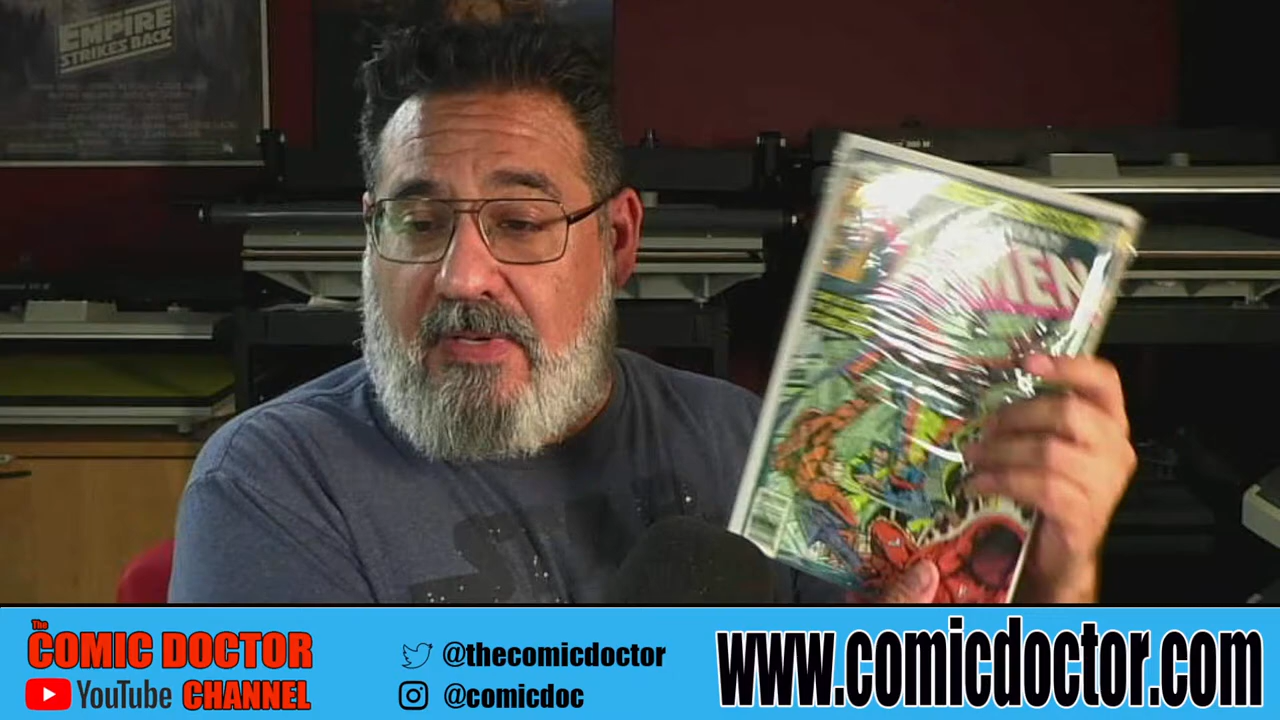 EMPIRE
STRIKES BACK
MEN
The
COMIC DOCTOR
YouTube CHANNEL
@thecomicdoctor
@comicdoc
www.comicdoctor.com